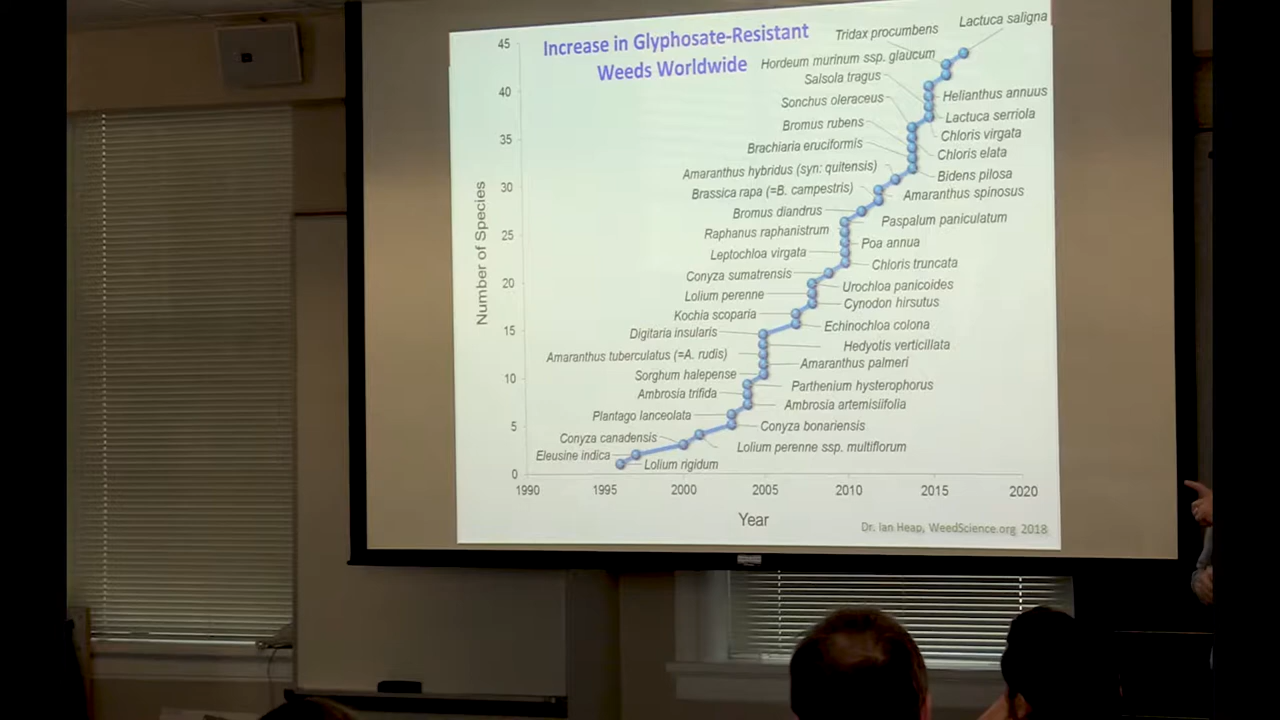 Increase in Glyphosate-Resistant
Weeds Worldwide
Number of Species
45
40
35
30
25
20
15
10
5
0
Lactuca saligna
Tridax procumbens
Hordeum murinum ssp. glaucum
Salsola tragus
Helianthus annuus
Sonchus oleraceus
Lactuca serriola
Bromus rubens
Chloris virgata
Brachiaria eruciformis
Chloris elata
Amaranthus hybridus (syn: quitensis)
Bidens pilosa
Brassica rapa (=B. campestris)
Amaranthus spinosus
Bromus diandrus
Paspalum paniculatum
Raphanus raphanistrum
Poa annua
Leptochloa virgata
Chloris truncata
Conyza sumatrensis
Urochloa panicoides
Lolium perenne
Cynodon hirsutus
Kochia scoparia
Echinochloa colona
Digitaria insularis
Hedyotis verticillata
Amaranthus tuberculatus (=A. rudis)
Amaranthus palmeri
Sorghum halepense
Parthenium hysterophorus
Ambrosia trifida
Ambrosia artemisiifolia
Plantago lanceolata
Conyza bonariensis
Conyza canadensis
Lolium perenne ssp. multiflorum
Eleusine indica
Lolium rigidum
1990 1995 2000 2005 2010 2015 2020
Year
Dr. Ian Heap, WeedScience.org 2018